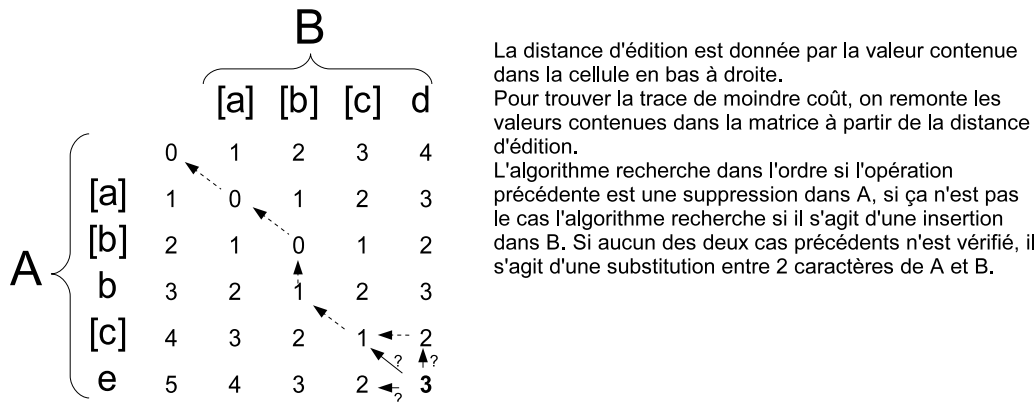 B
[a] [b] [c] d
0 1 2 3 4
[a] 1 0 1 2 3
[b] 2 1 0 1 2
A
b 3 2 1 2 3
[c] 4 3 2 1 2
? ?
e 5 4 3 2 3
?
La distance d'édition est donnée par la valeur contenue
dans la cellule en bas à droite.
Pour trouver la trace de moindre coût, on remonte les
valeurs contenues dans la matrice à partir de la distance
d'édition.
L'algorithme recherche dans l'ordre si l'opération
précédente est une suppression dans A, si ça n'est pas
le cas l'algorithme recherche si il s'agit d'une insertion
dans B. Si aucun des deux cas précédents n'est vérifié, il
s'agit d'une substitution entre 2 caractères de A et B.